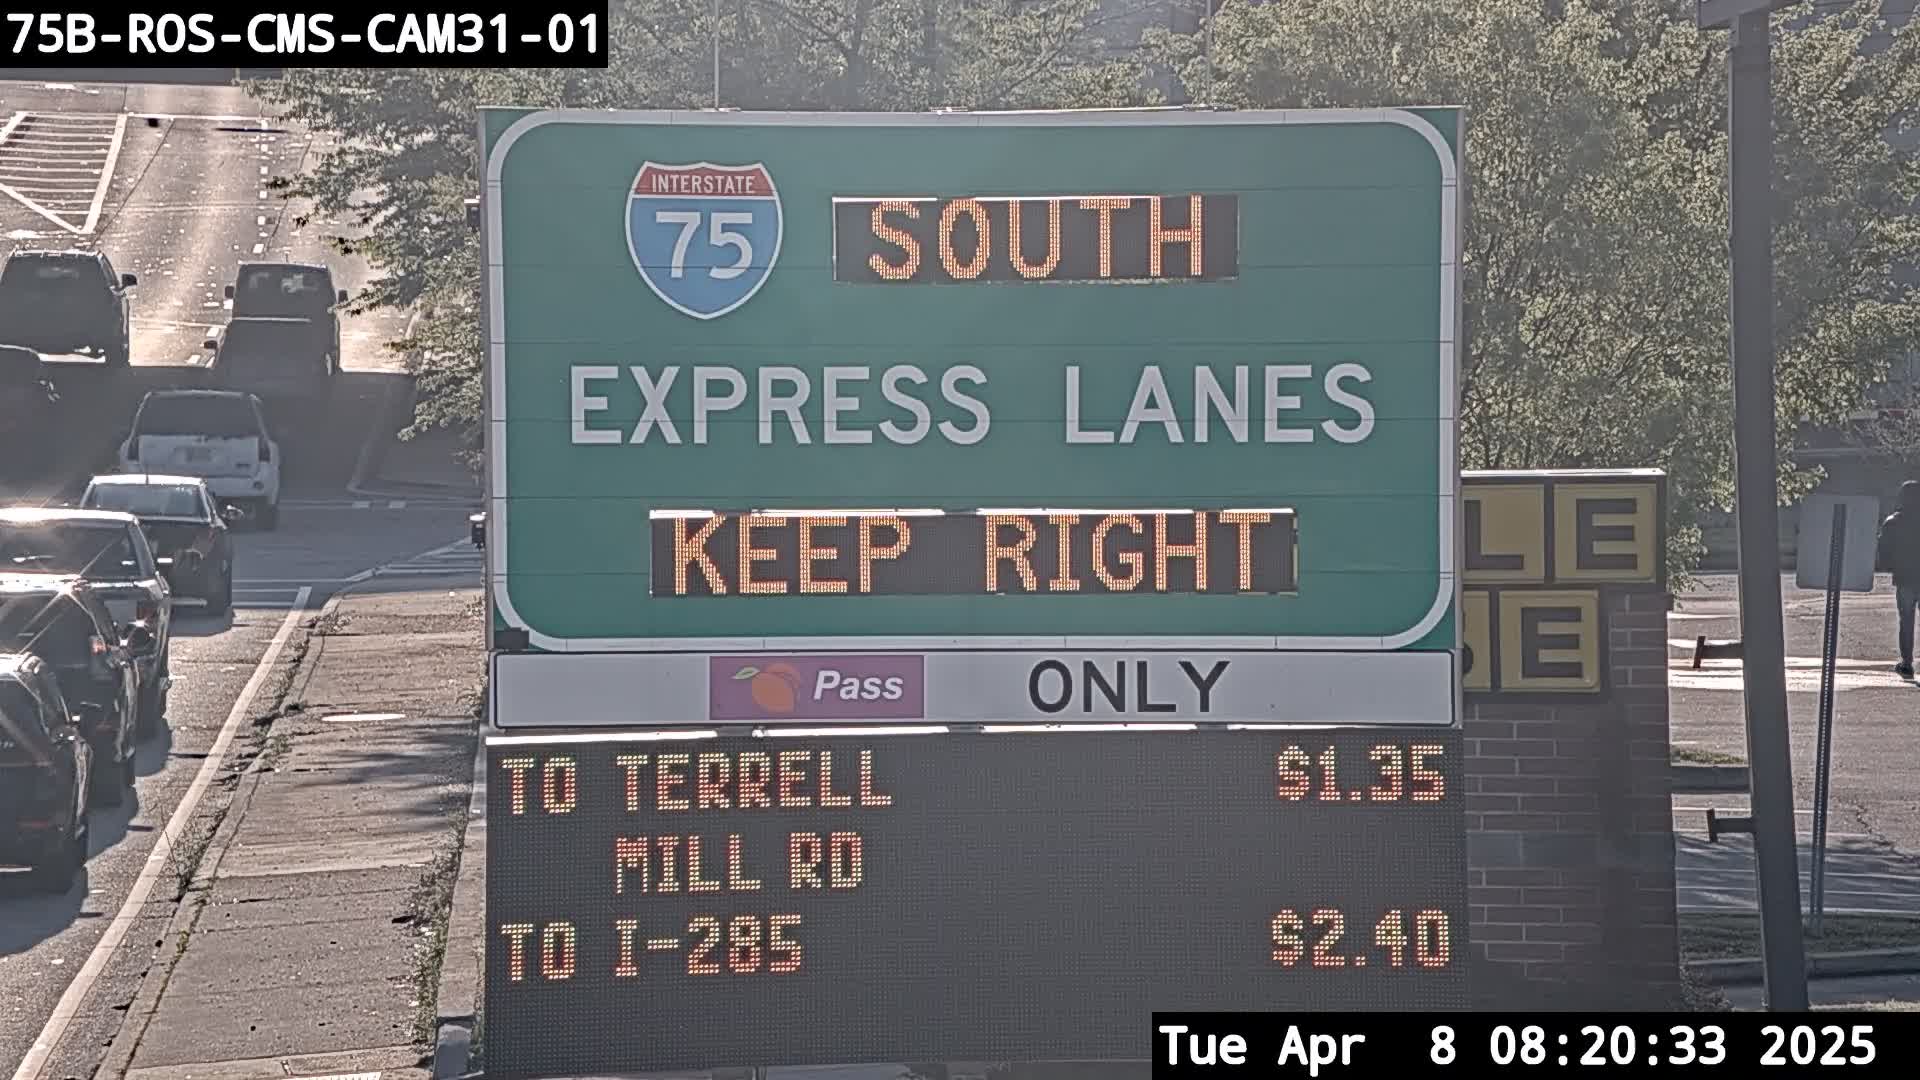 75B-ROS-CMS-CAM31-01
INTERSTATE
75
SOUTH
EXPRESS LANES
KEEP RIGHT
LE
E
Pass ONLY
TO TERRELL $1.35
MILL RD
TO I-285 $2.40
Tue Apr 8 08:20:33 2025